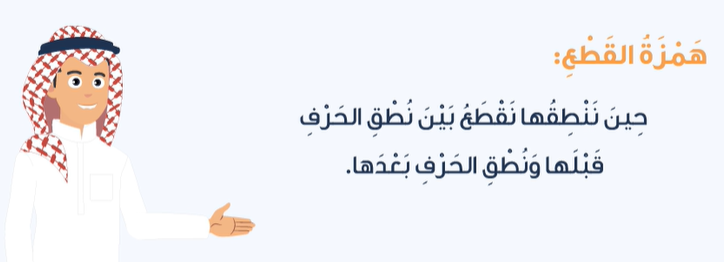 هَمْزَةُ القَطْعِ:
حِينَ نَنْطِقُها نَقْطَعُ بَيْنَ نُطْقِ الحَرْفِ
قَبْلَها وَنُطْقِ الحَرْفِ بَعْدَها.